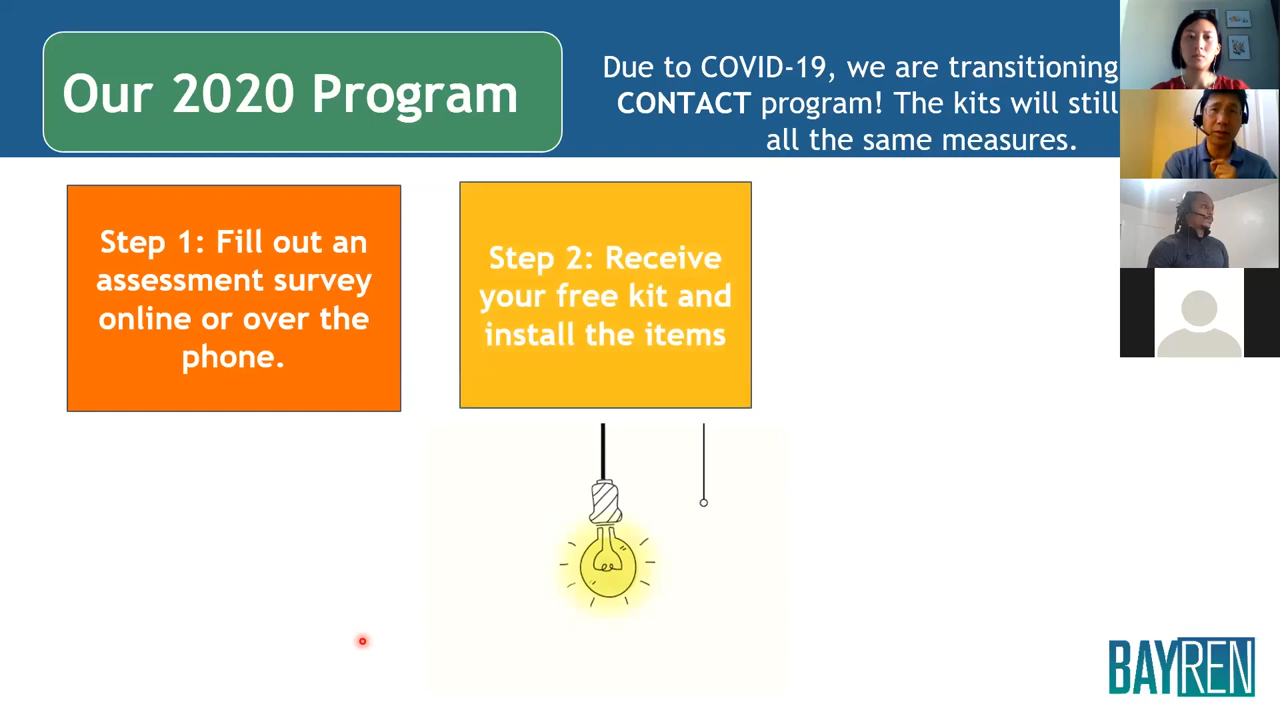 Our 2020 Program
Due to COVID-19, we are transitioning
CONTACT program! The kits will still
all the same measures.
Step 1: Fill out an
assessment survey
online or over the
phone.
Step 2: Receive
your free kit and
install the items
BAYREN